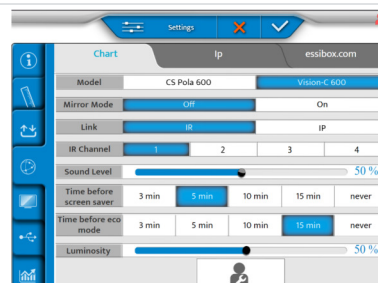 Settings
Chart Ip essibox.com
Model CS Pola 600 Vision-C 600
Mirror Mode Off On
Link IR IP
IR Channel 1 2 3 4
Sound Level 50 %
Time before screen saver 3 min 5 min 10 min 15 min never
Time before eco mode 3 min 5 min 10 min 15 min never
Luminosity 50 %